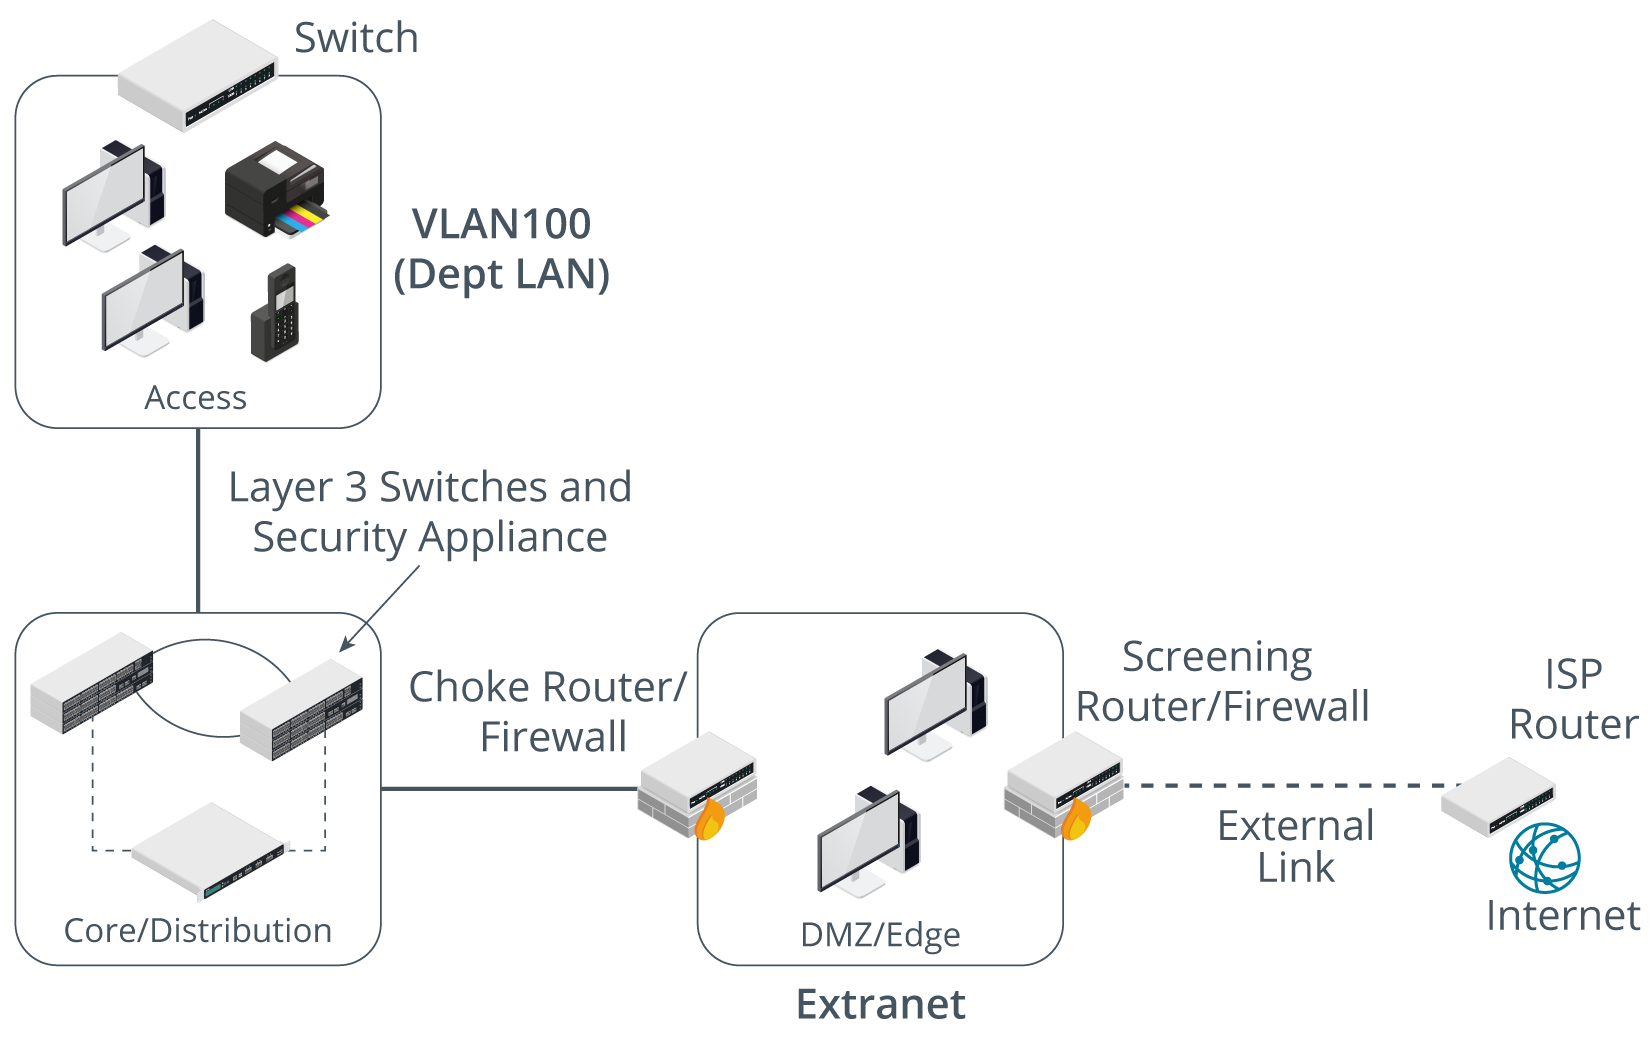 Switch
VLAN100
(Dept LAN)
Access
Layer 3 Switches and
Security Appliance
Choke Router/
Firewall
Screening
Router/Firewall
ISP
Router
External
Link
Internet
Core/Distribution
DMZ/Edge
Extranet